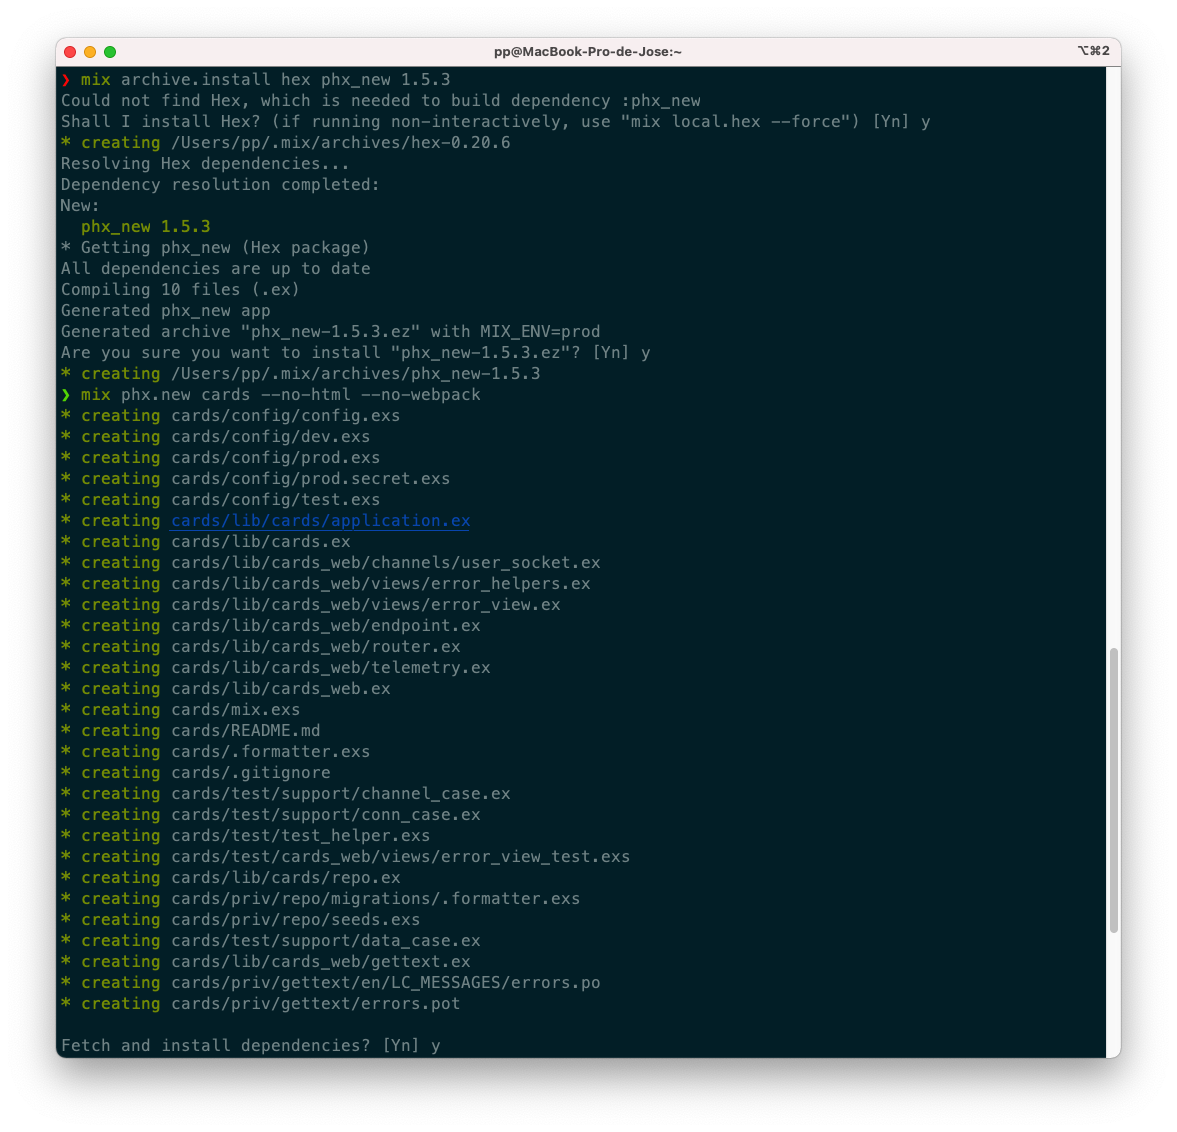 pp@MacBook-Pro-de-Jose:~
⌥⌘2
❯ mix archive.install hex phx_new 1.5.3
Could not find Hex, which is needed to build dependency :phx_new
Shall I install Hex? (if running non-interactively, use "mix local.hex --force") [Yn] y
* creating /Users/pp/.mix/archives/hex-0.20.6
Resolving Hex dependencies...
Dependency resolution completed:
New:
  phx_new 1.5.3
* Getting phx_new (Hex package)
All dependencies are up to date
Compiling 10 files (.ex)
Generated phx_new app
Generated archive "phx_new-1.5.3.ez" with MIX_ENV=prod
Are you sure you want to install "phx_new-1.5.3.ez"? [Yn] y
* creating /Users/pp/.mix/archives/phx_new-1.5.3
❯ mix phx.new cards --no-html --no-webpack
* creating cards/config/config.exs
* creating cards/config/dev.exs
* creating cards/config/prod.exs
* creating cards/config/prod.secret.exs
* creating cards/config/test.exs
* creating cards/lib/cards/application.ex
* creating cards/lib/cards.ex
* creating cards/lib/cards_web/channels/user_socket.ex
* creating cards/lib/cards_web/views/error_helpers.ex
* creating cards/lib/cards_web/views/error_view.ex
* creating cards/lib/cards_web/endpoint.ex
* creating cards/lib/cards_web/router.ex
* creating cards/lib/cards_web/telemetry.ex
* creating cards/lib/cards_web.ex
* creating cards/mix.exs
* creating cards/README.md
* creating cards/.formatter.exs
* creating cards/.gitignore
* creating cards/test/support/channel_case.ex
* creating cards/test/support/conn_case.ex
* creating cards/test/test_helper.exs
* creating cards/test/cards_web/views/error_view_test.exs
* creating cards/lib/cards/repo.ex
* creating cards/priv/repo/migrations/.formatter.exs
* creating cards/priv/repo/seeds.exs
* creating cards/test/support/data_case.ex
* creating cards/lib/cards_web/gettext.ex
* creating cards/priv/gettext/en/LC_MESSAGES/errors.po
* creating cards/priv/gettext/errors.pot
Fetch and install dependencies? [Yn] y